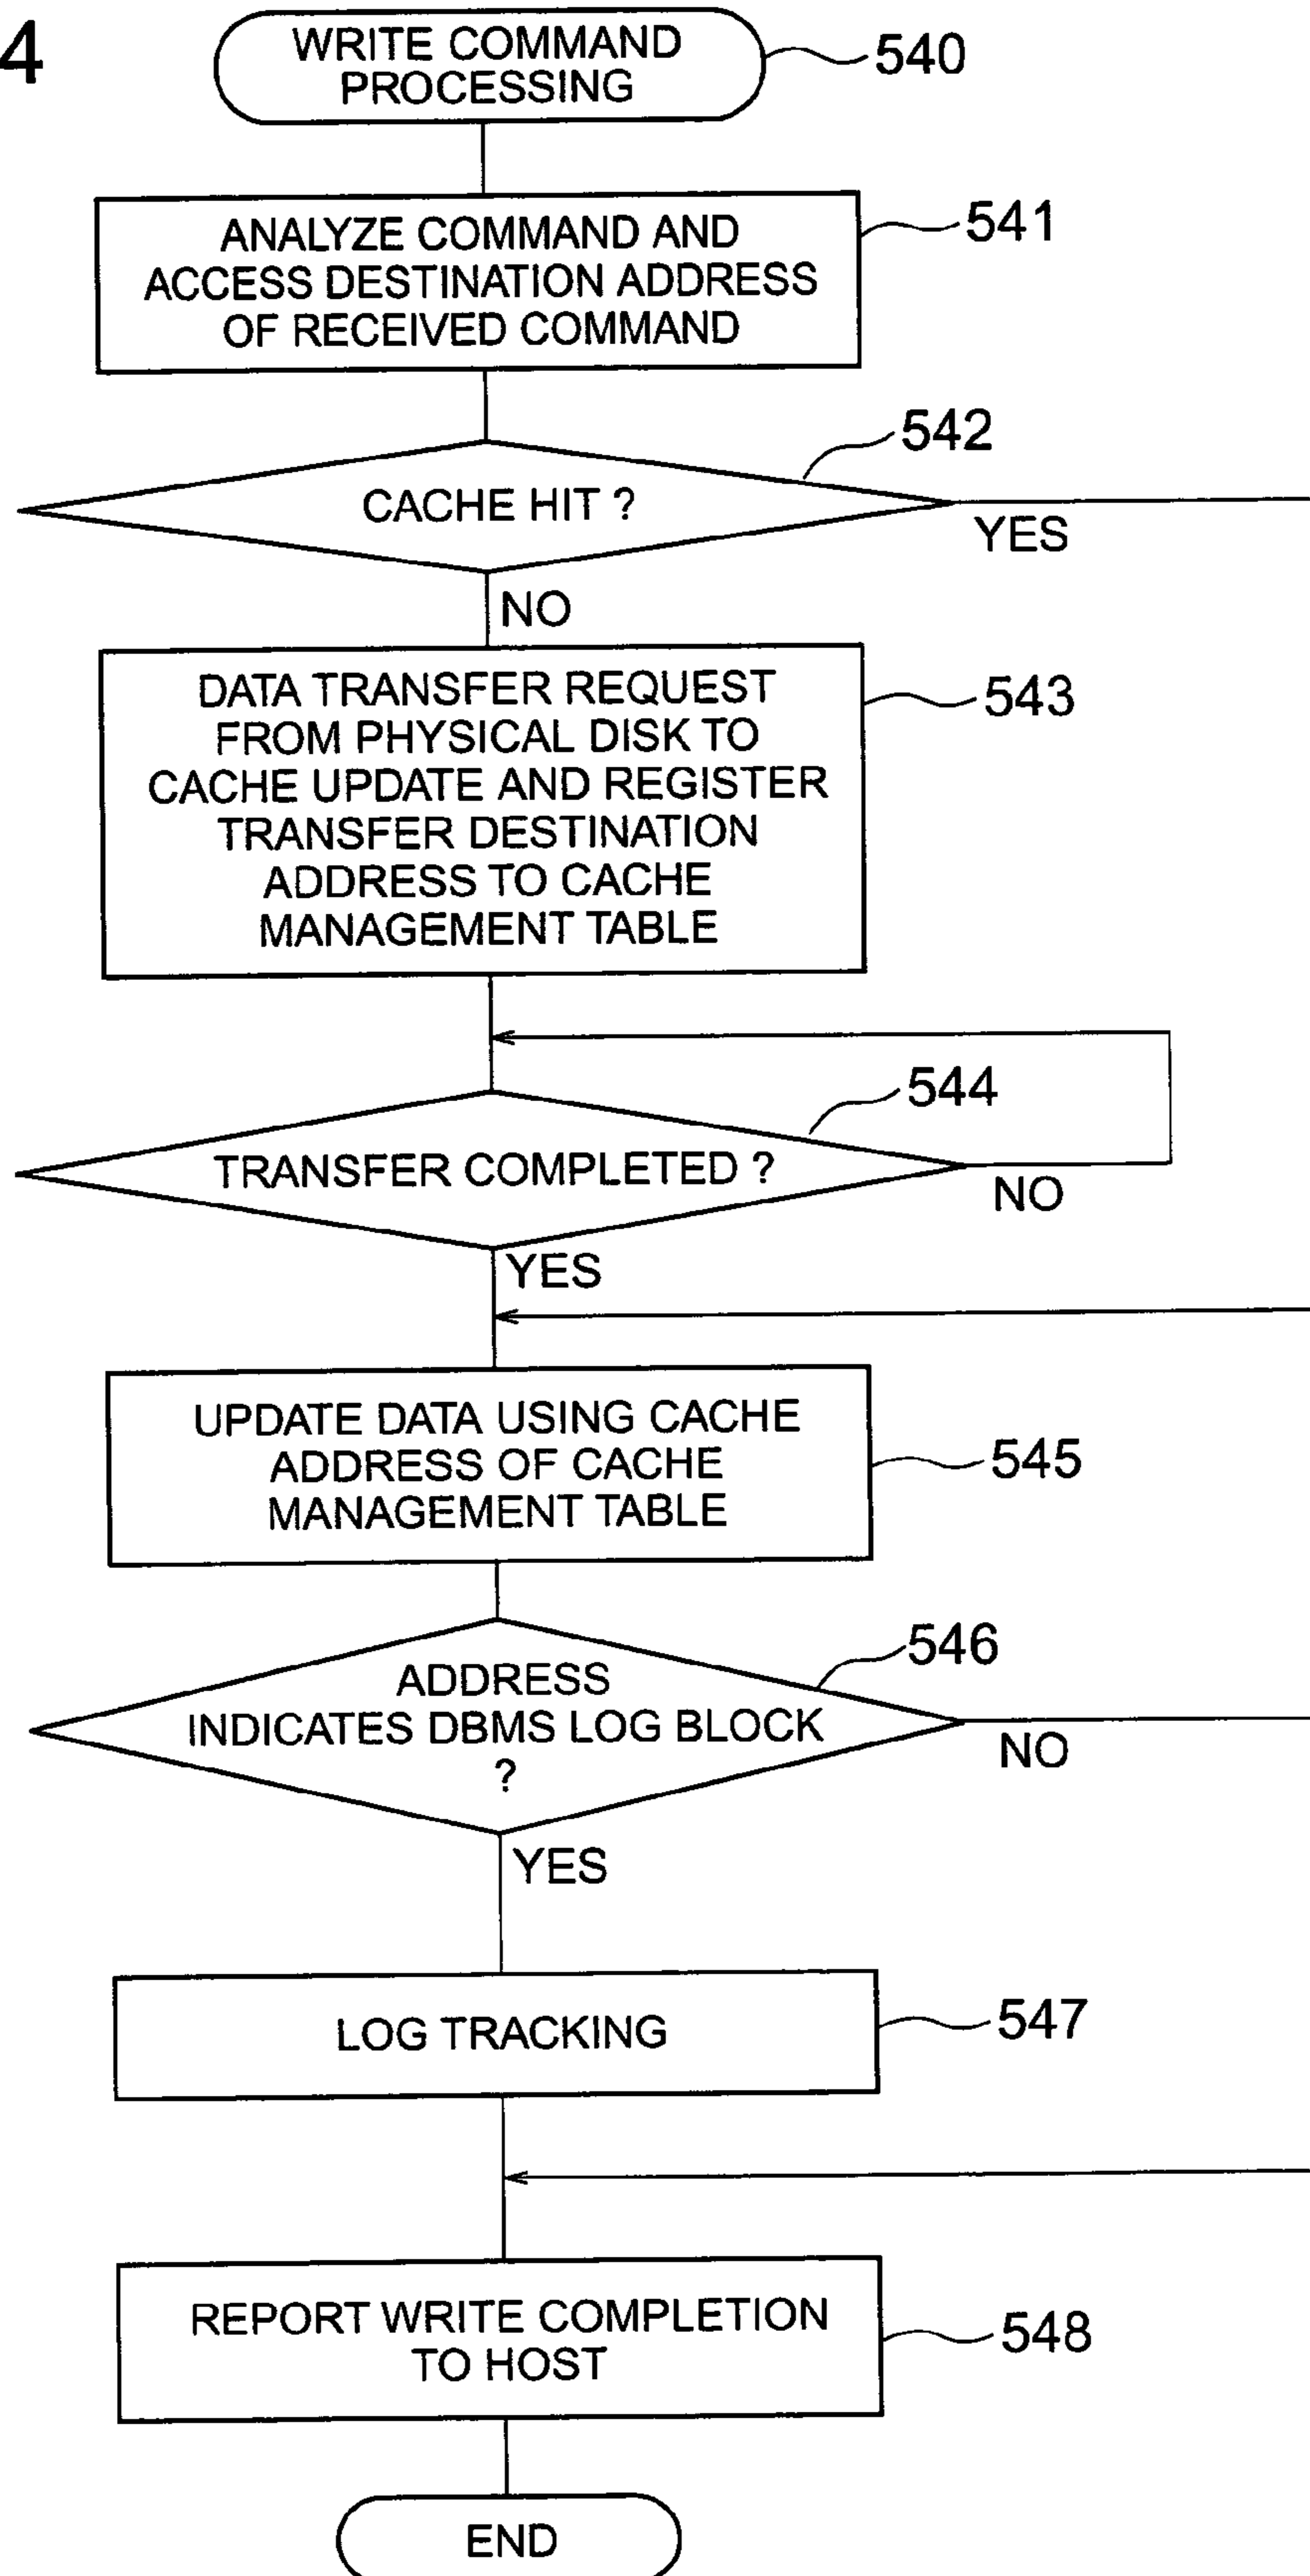 4
WRITE COMMAND
PROCESSING
540
ANALYZE COMMAND AND
ACCESS DESTINATION ADDRESS
OF RECEIVED COMMAND
541
542
CACHE HIT ?
YES
NO
DATA TRANSFER REQUEST
FROM PHYSICAL DISK TO
CACHE UPDATE AND REGISTER
TRANSFER DESTINATION
ADDRESS TO CACHE
MANAGEMENT TABLE
543
544
TRANSFER COMPLETED ?
NO
YES
UPDATE DATA USING CACHE
ADDRESS OF CACHE
MANAGEMENT TABLE
545
546
ADDRESS
INDICATES DBMS LOG BLOCK
?
NO
YES
LOG TRACKING
547
REPORT WRITE COMPLETION
TO HOST
548
END